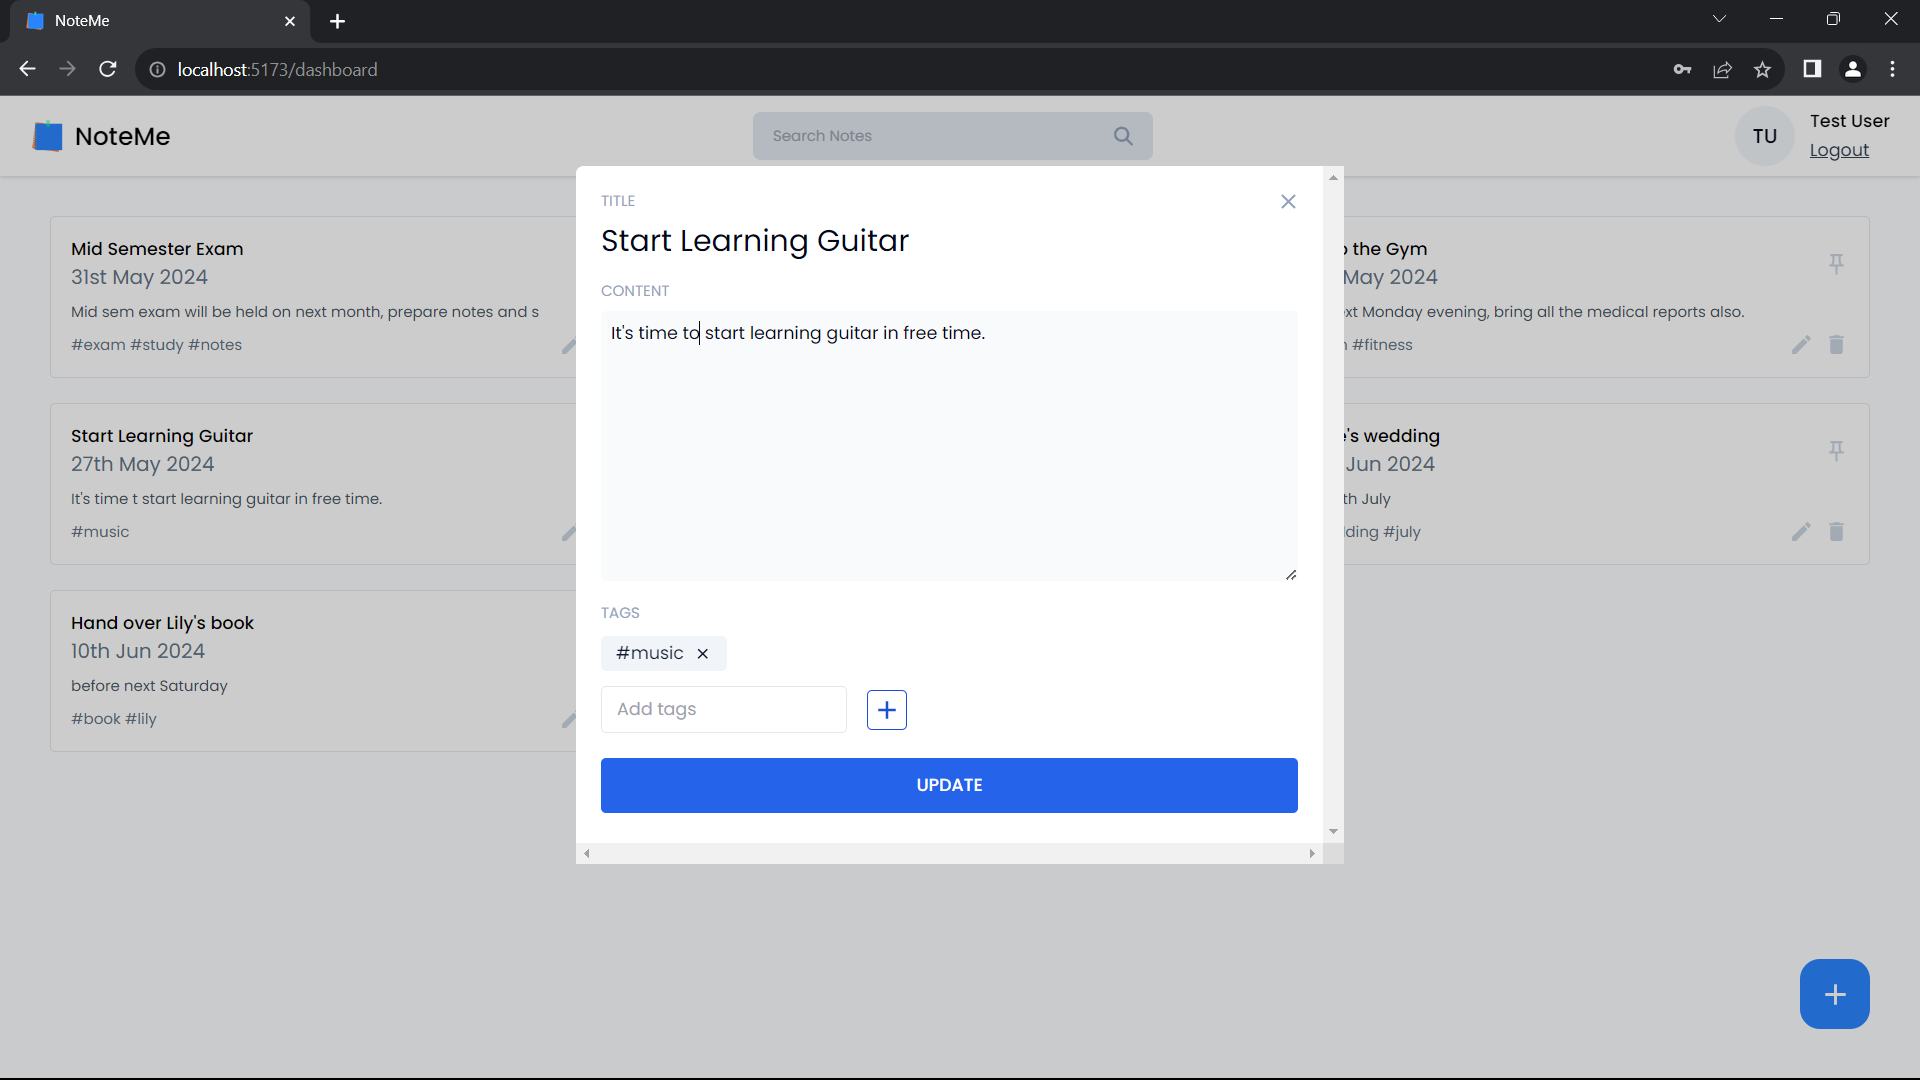 NoteMe
localhost:5173/dashboard
NoteMe
Search Notes
TU
Test User
Logout
Mid Semester Exam
31st May 2024
Mid sem exam will be held on next month, prepare notes and s
#exam #study #notes
Start Learning Guitar
27th May 2024
It's time t start learning guitar in free time.
#music
Hand over Lily's book
10th Jun 2024
before next Saturday
#book #lily
TITLE
Start Learning Guitar
CONTENT
It's time to start learning guitar in free time.
TAGS
#music
Add tags
UPDATE
the Gym
May 2024
Monday evening, bring all the medical reports also.
#fitness
's wedding
Jun 2024
th July
#july